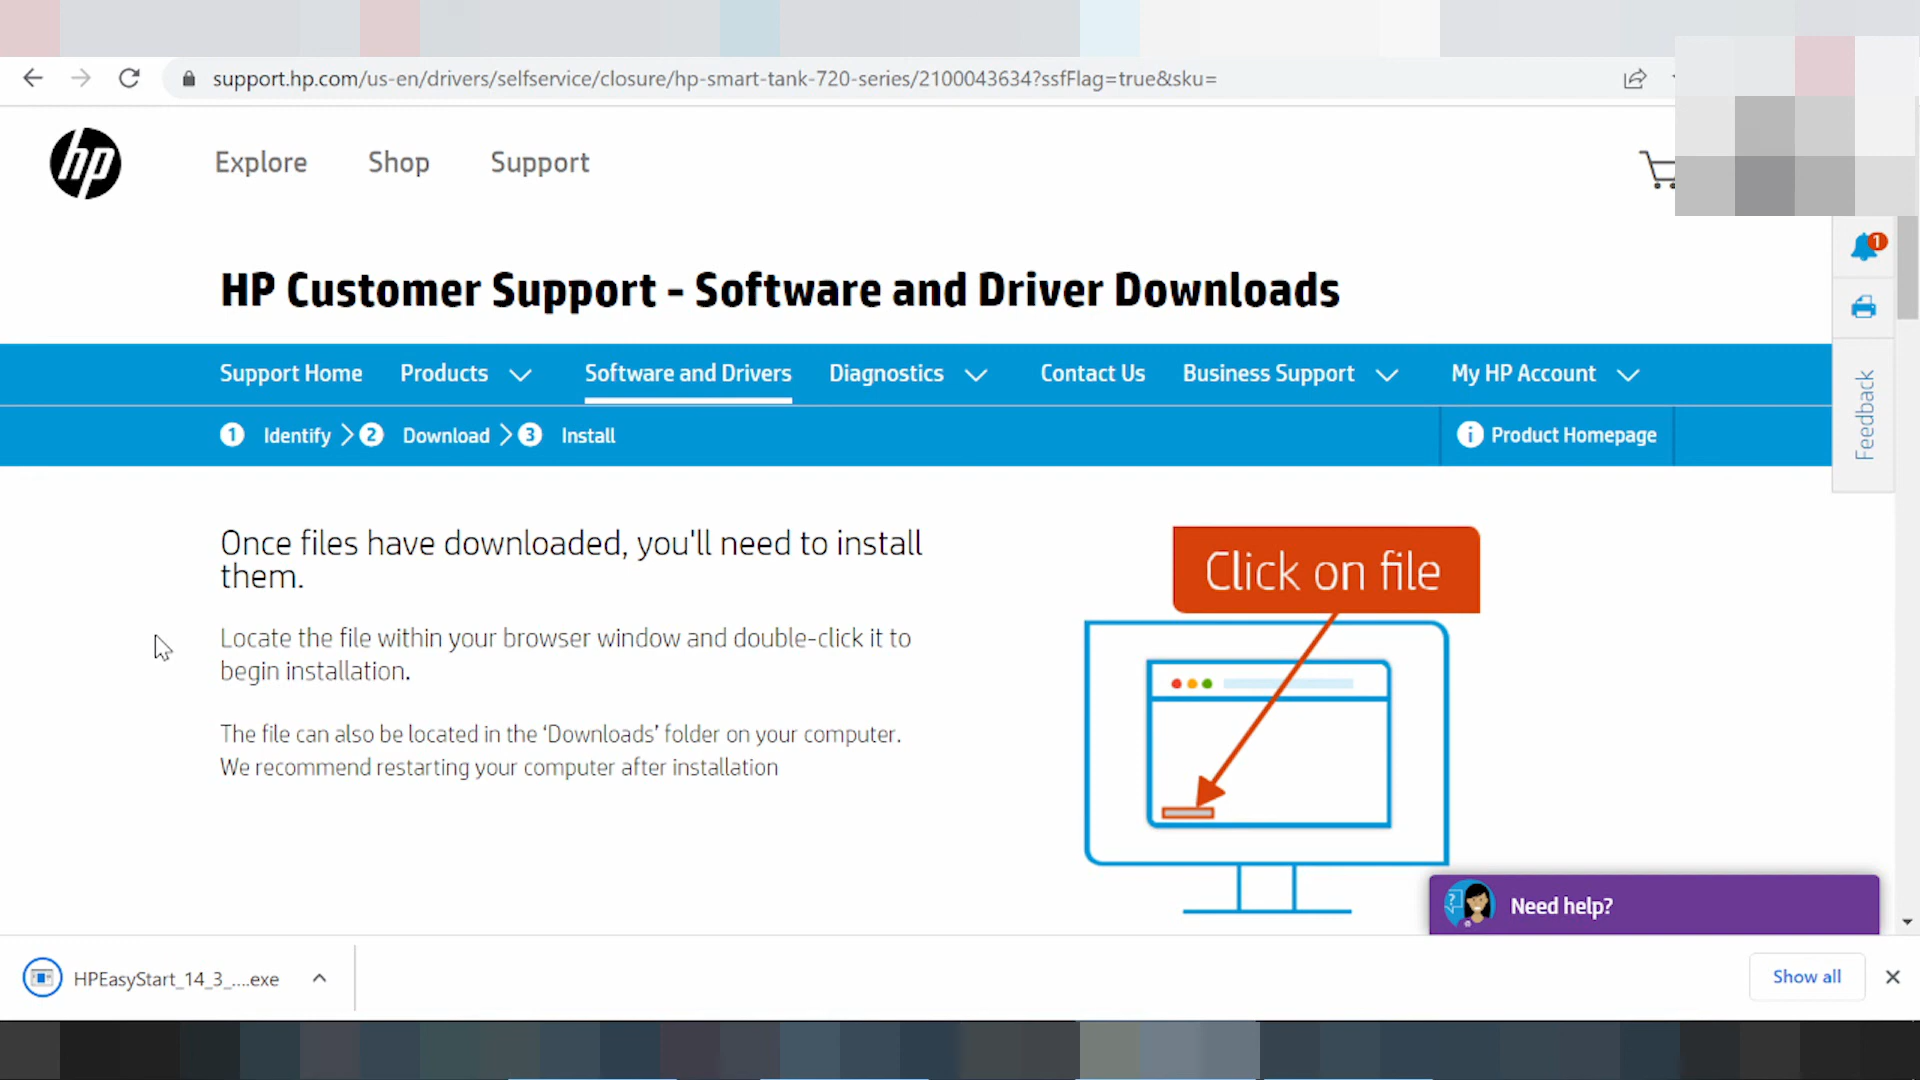 support.hp.com/us-en/drivers/selfservice/closure/hp-smart-tank-720-series/2100043634?ssfFlag=true&sku=
hp
Explore Shop Support
1
HP Customer Support - Software and Driver Downloads
Support Home Products Software and Drivers Diagnostics Contact Us Business Support My HP Account
1 Identify 2 Download 3 Install
i Product Homepage
Feedback
Once files have downloaded, you'll need to install
them.
Locate the file within your browser window and double-click it to
begin installation.
The file can also be located in the ‘Downloads’ folder on your computer.
We recommend restarting your computer after installation
Click on file
? Need help?
HPEasyStart_14_3_....exe
Show all